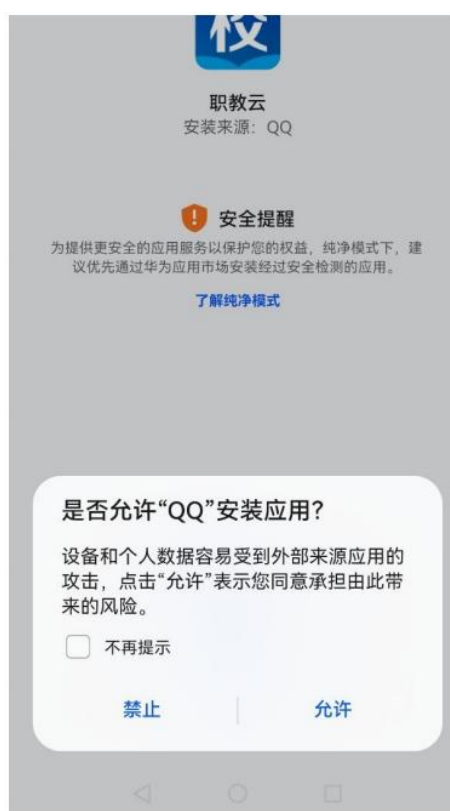 校
职教云
安装来源：QQ
安全提醒
为提供更安全的应用服务以保护您的权益，纯净模式下，建
议优先通过华为应用市场安装经过安全检测的应用。
了解纯净模式
是否允许“QQ”安装应用？
设备和个人数据容易受到外部来源应用的
攻击，点击“允许”表示您同意承担由此带
来的风险。
不再提示
禁止
允许